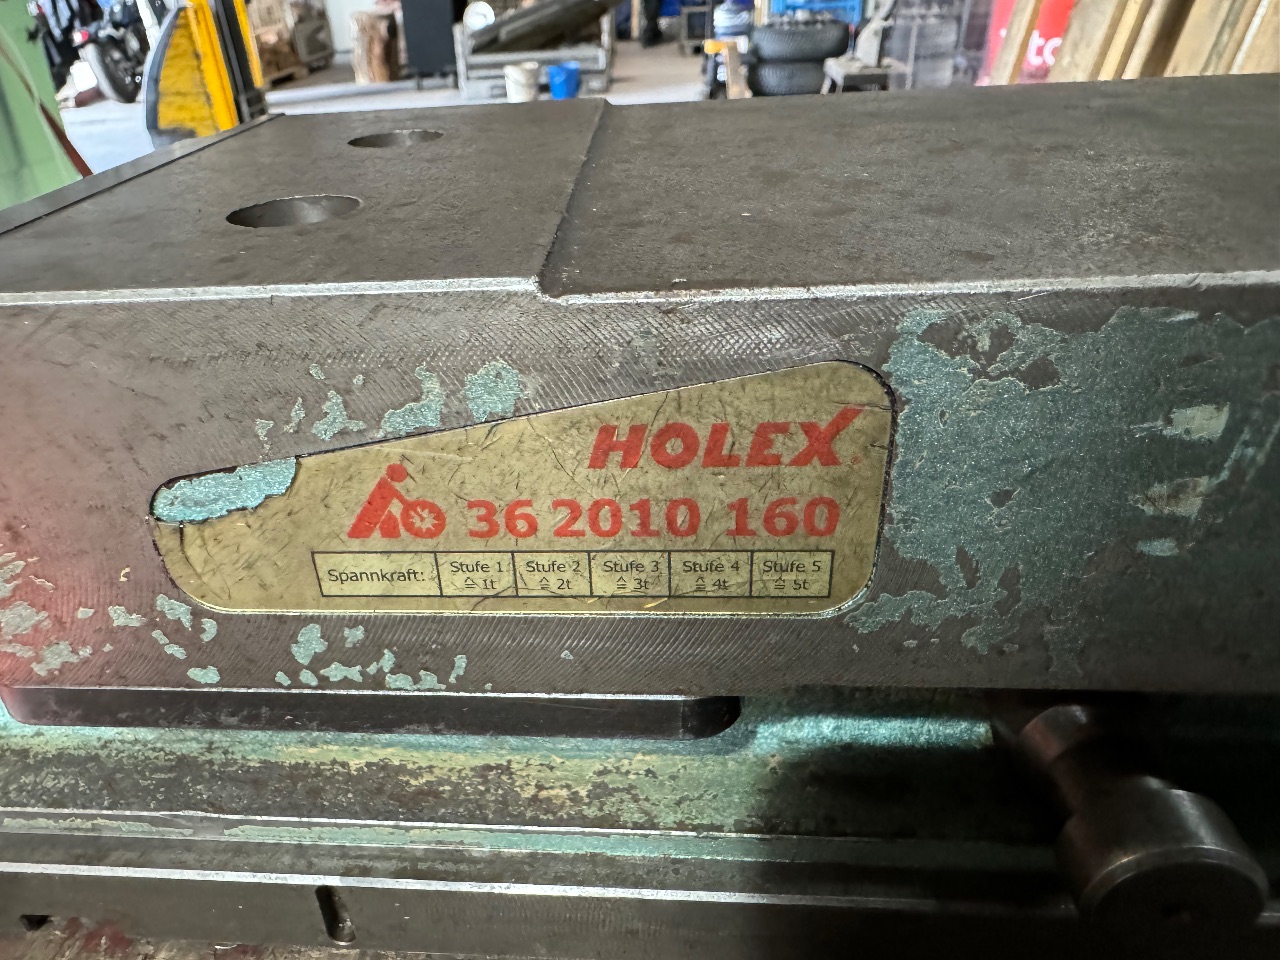 HOLEX
36 2010 160
Spannkraft: Stufe 1 ≙ 1t Stufe 2 ≙ 2t Stufe 3 ≙ 3t Stufe 4 ≙ 4t Stufe 5 ≙ 5t